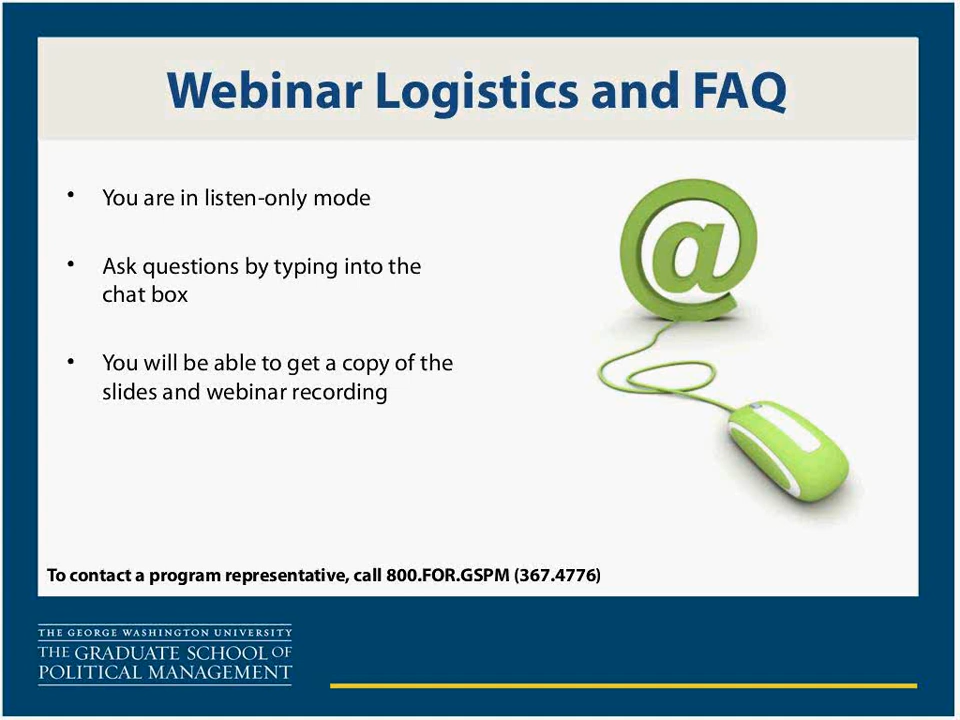 Webinar Logistics and FAQ
• You are in listen-only mode
• Ask questions by typing into the
chat box
• You will be able to get a copy of the
slides and webinar recording
@
To contact a program representative, call 800.FOR.GSPM (367.4776)
THE GEORGE WASHINGTON UNIVERSITY
THE GRADUATE SCHOOL OF
POLITICAL MANAGEMENT